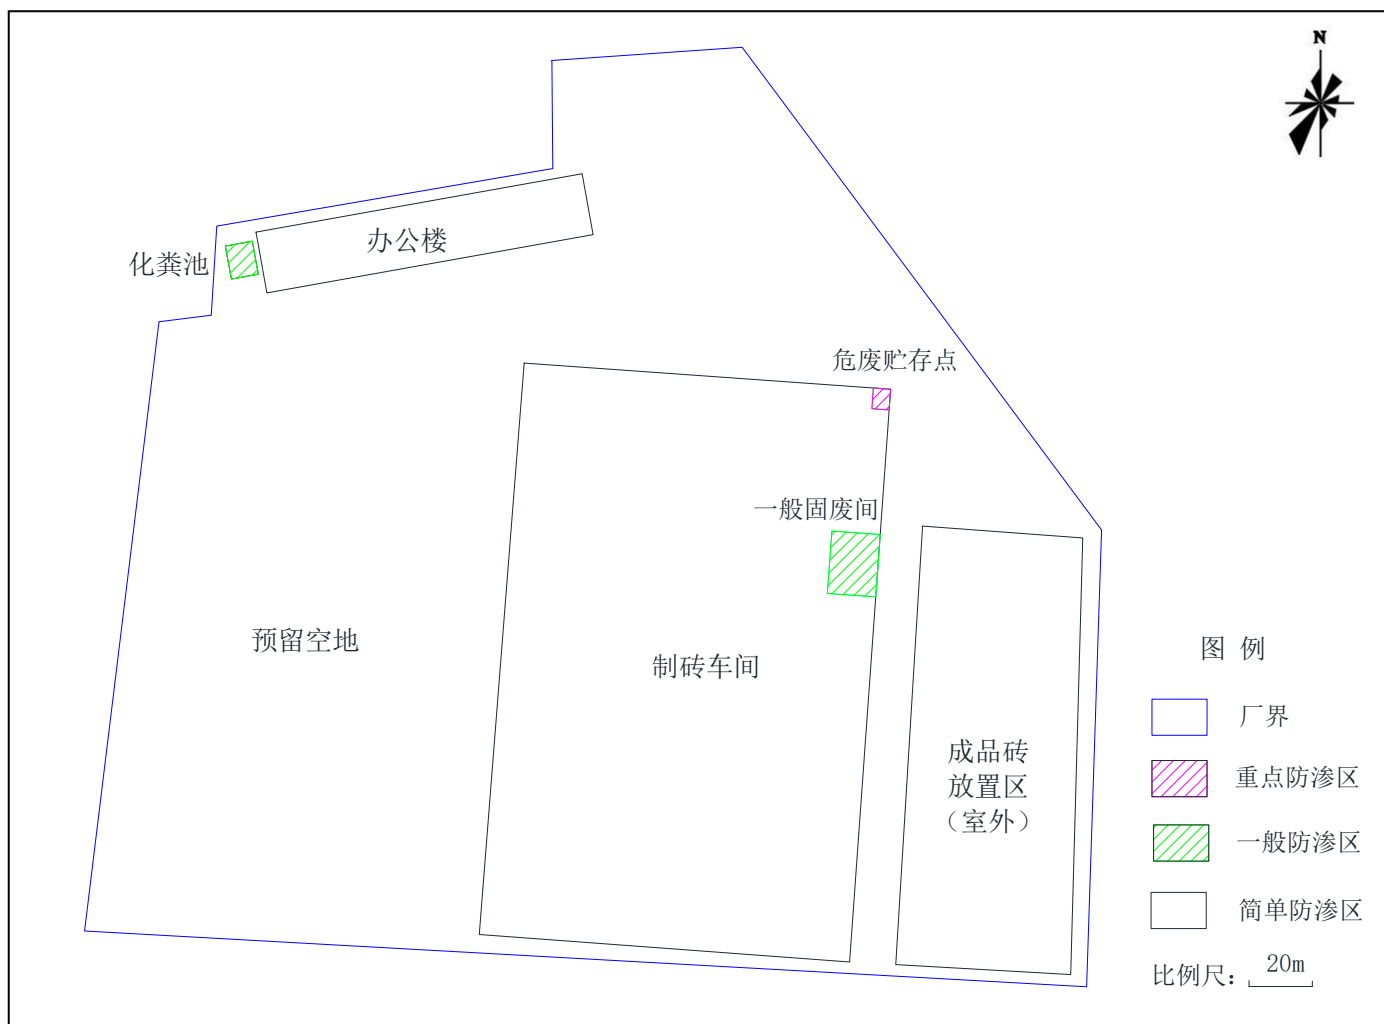 N
办公楼
化粪池
危废贮存点
一般固废间
预留空地
制砖车间
成品砖
放置区
（室外）
图 例
厂界
重点防渗区
一般防渗区
简单防渗区
比例尺：20m